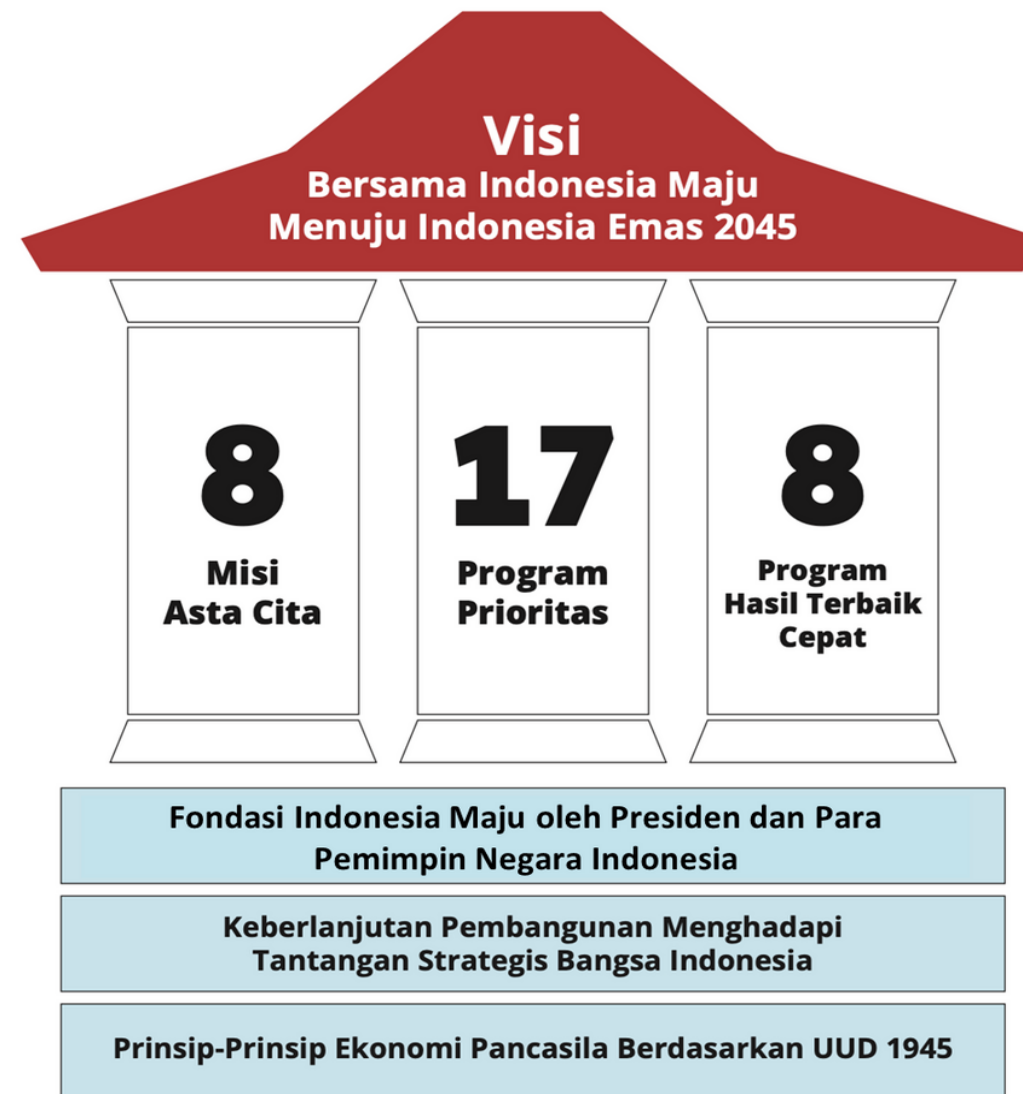 Visi
Bersama Indonesia Maju
Menuju Indonesia Emas 2045
8
Misi
Asta Cita
17
Program
Prioritas
8
Program
Hasil Terbaik
Cepat
Fondasi Indonesia Maju oleh Presiden dan Para
Pemimpin Negara Indonesia
Keberlanjutan Pembangunan Menghadapi
Tantangan Strategis Bangsa Indonesia
Prinsip-Prinsip Ekonomi Pancasila Berdasarkan UUD 1945